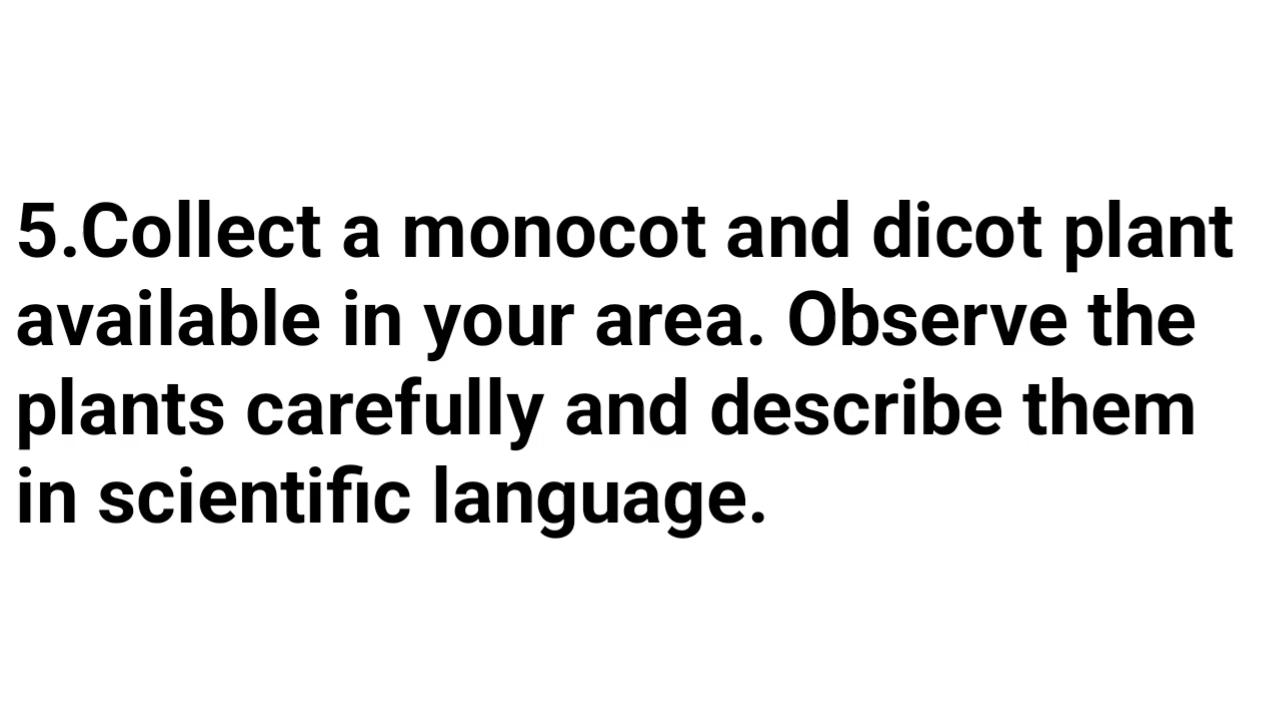 5.Collect a monocot and dicot plant
available in your area. Observe the
plants carefully and describe them
in scientific language.